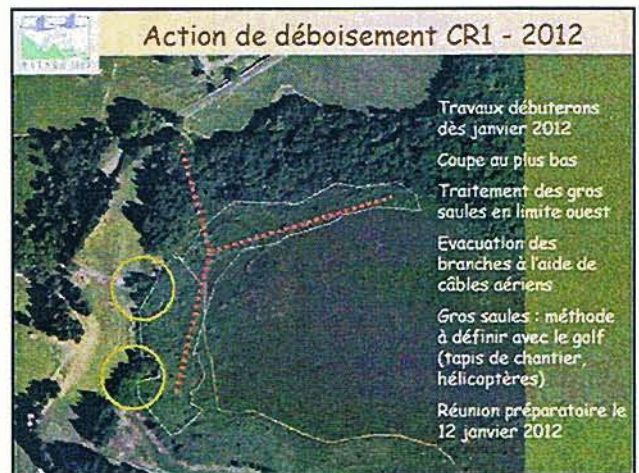 Action de déboisement CR1 - 2012
Travaux débuterons
dès janvier 2012
Coupe au plus bas
Traitement des gros
saules en limite ouest
Evacuation des
branches à l'aide de
câbles aériens
Gros saules : méthode
à définir avec le golf
(tapis de chantier,
hélicoptères)
Réunion préparatoire le
12 janvier 2012